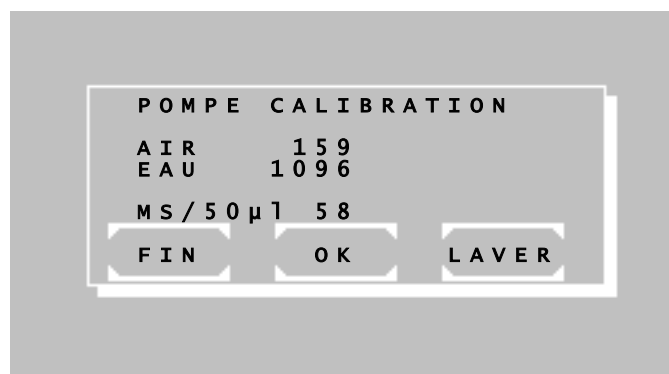 POMPE CALIBRATION
AIR 159
EAU 1096
MS/50µl 58
FIN OK LAVER